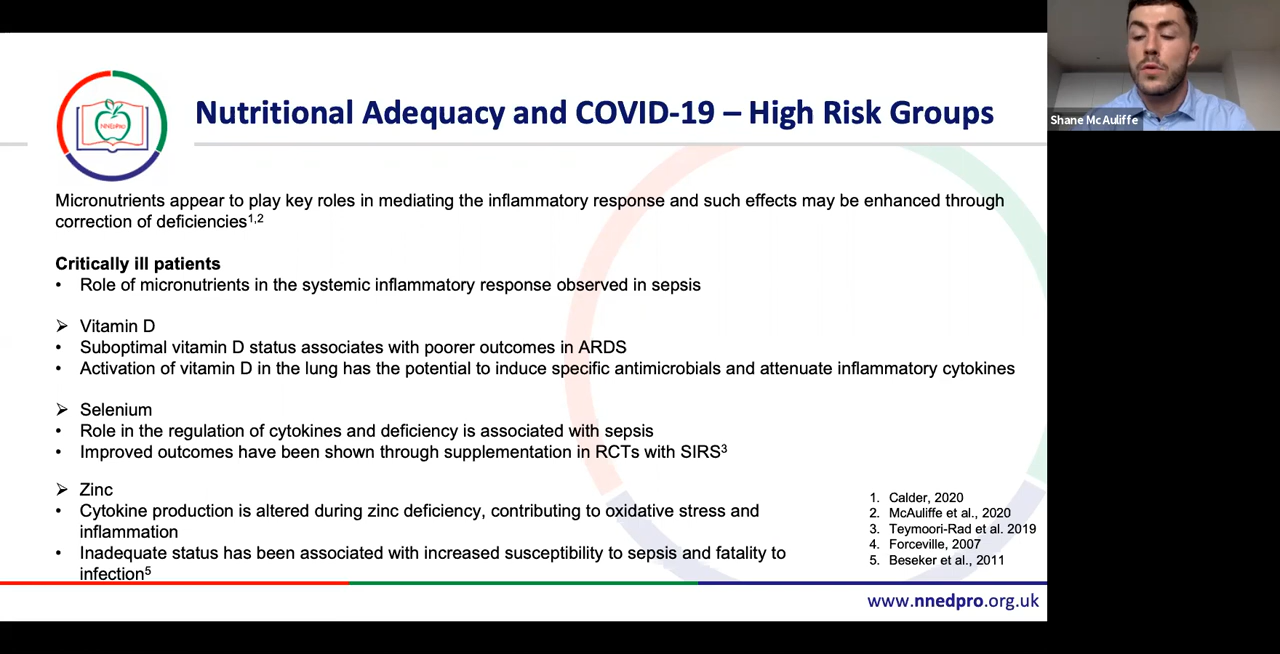 NNEdPro
Nutritional Adequacy and COVID-19 – High Risk Groups
Shane Mc Auliffe
Micronutrients appear to play key roles in mediating the inflammatory response and such effects may be enhanced through
correction of deficiencies1,2
Critically ill patients
• Role of micronutrients in the systemic inflammatory response observed in sepsis
➢ Vitamin D
• Suboptimal vitamin D status associates with poorer outcomes in ARDS
• Activation of vitamin D in the lung has the potential to induce specific antimicrobials and attenuate inflammatory cytokines
➢ Selenium
• Role in the regulation of cytokines and deficiency is associated with sepsis
• Improved outcomes have been shown through supplementation in RCTs with SIRS3
➢ Zinc
• Cytokine production is altered during zinc deficiency, contributing to oxidative stress and
inflammation
• Inadequate status has been associated with increased susceptibility to sepsis and fatality to
infection5
1. Calder, 2020
2. McAuliffe et al., 2020
3. Teymoori-Rad et al. 2019
4. Forceville, 2007
5. Beseker et al., 2011
www.nnedpro.org.uk